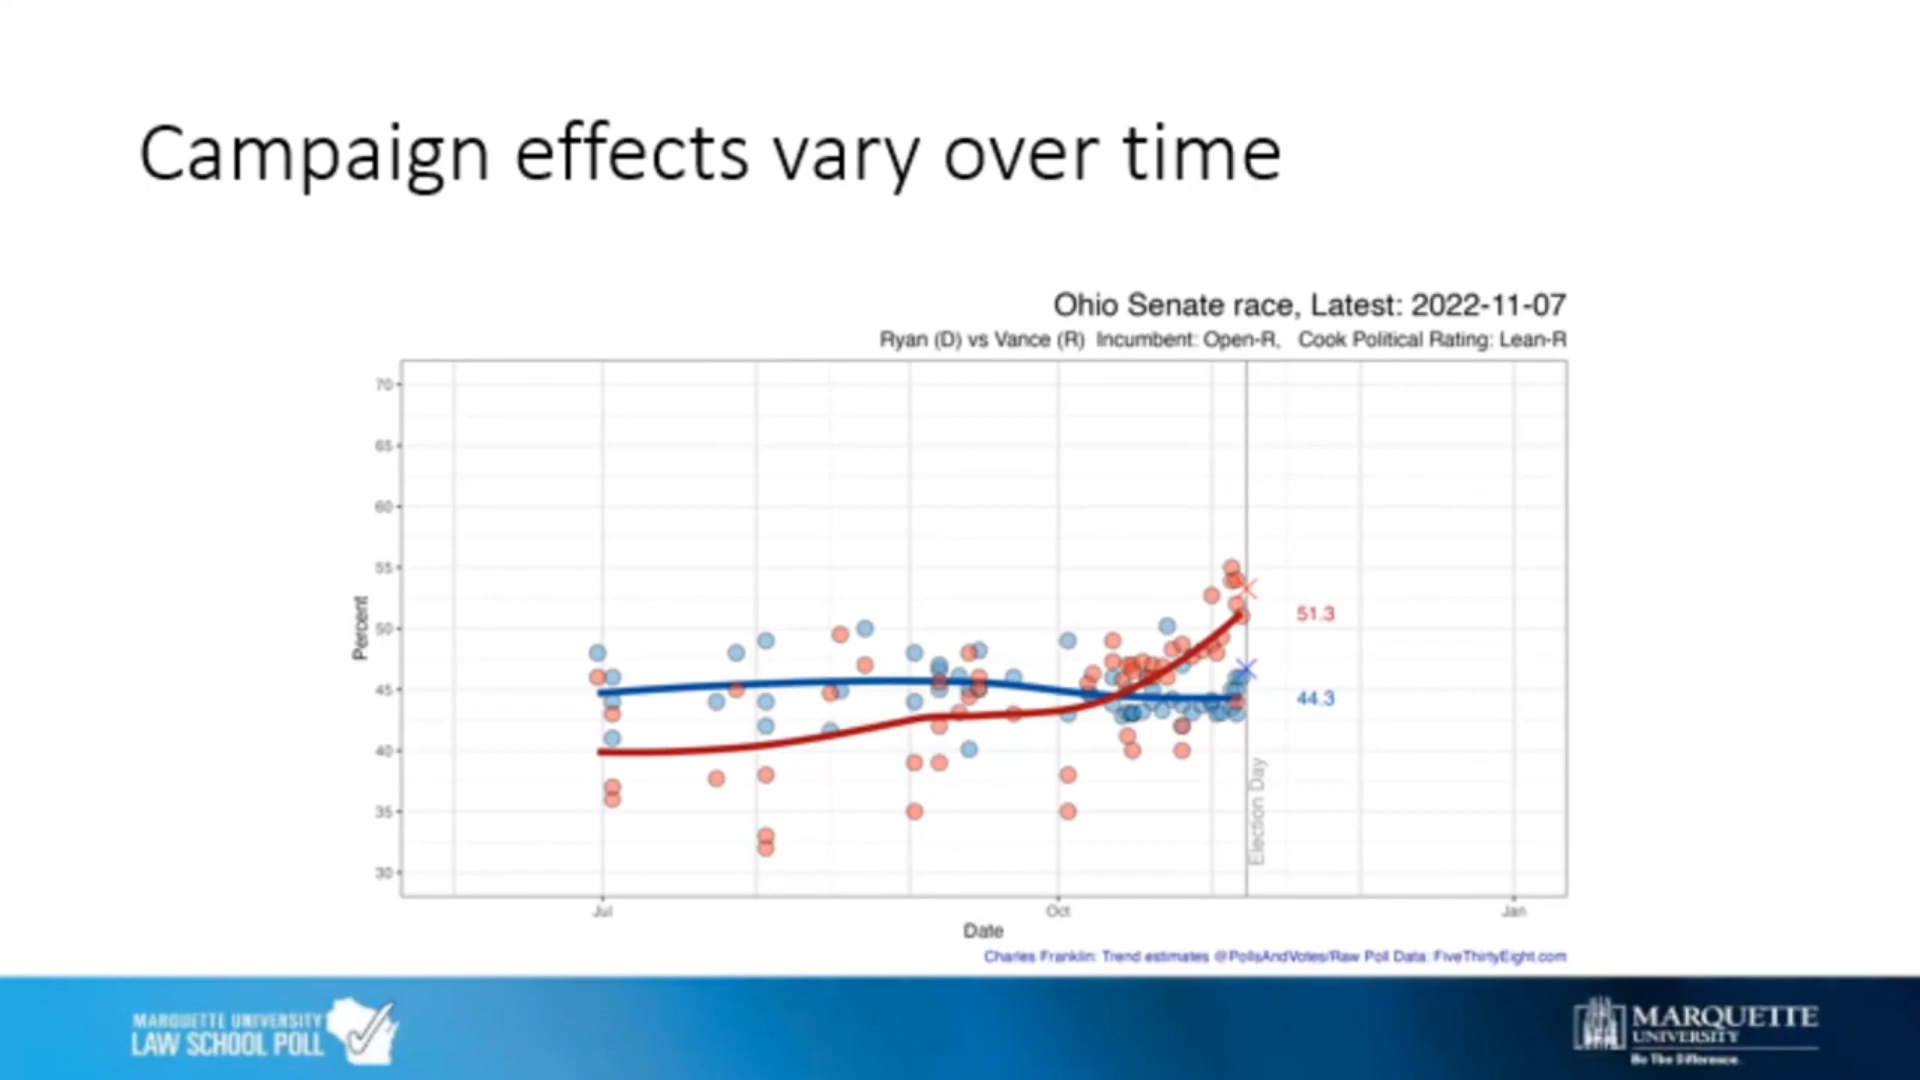 Campaign effects vary over time
Ohio Senate race, Latest: 2022-11-07
Ryan (D) vs Vance (R) Incumbent: Open-R, Cook Political Rating: Lean-R
70
65
60
55
50
45
40
35
30
Percent
51.3
44.3
Election Day
Jul
Oct
Jan
Date
Charles Franklin: Trend estimates @PollsAndVotes/Raw Poll Data: FiveThirtyEight.com
MARQUETTE UNIVERSITY
LAW SCHOOL POLL
MARQUETTE
UNIVERSITY
Be The Difference.